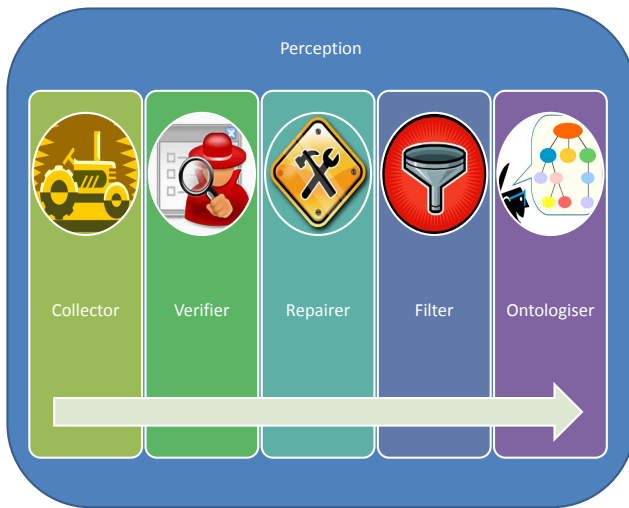 Perception
Collector
Verifier
Repairer
Filter
Ontologiser